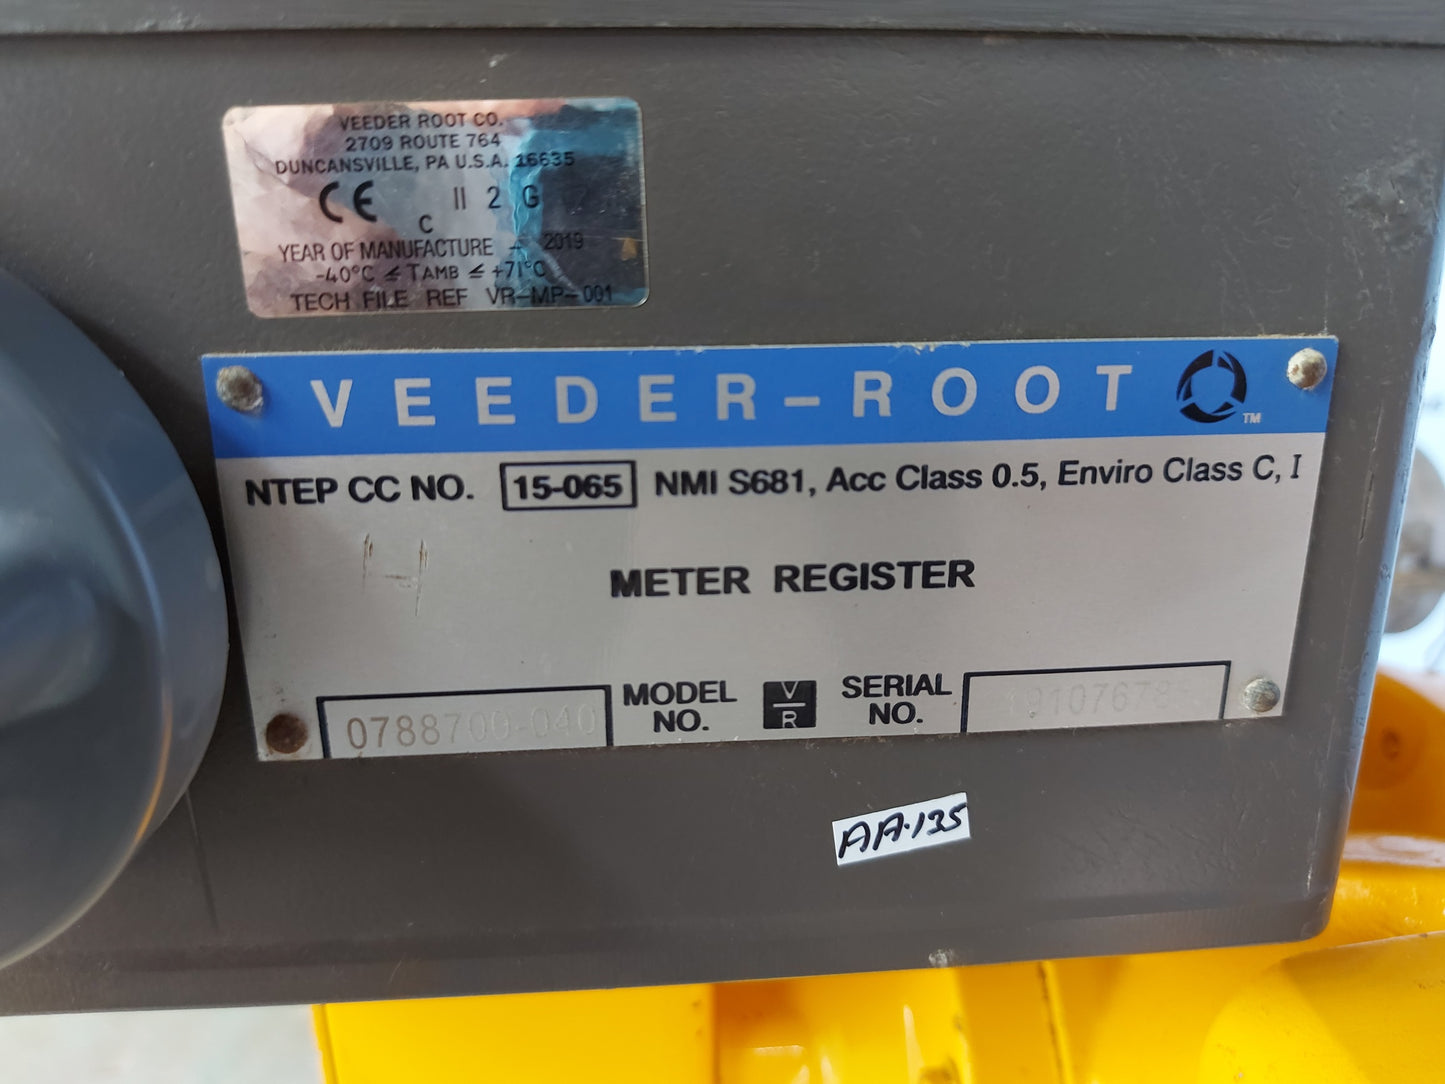 VEEDER ROOT CO.
2709 ROUTE 764
DUNCANSVILLE, PA U.S.A. 16635
CE II 2 G
C
YEAR OF MANUFACTURE - 2019
-40°C ≤ TAMB ≤ +71°C
TECH FILE REF VR-MP-001
VEEDER-ROOT TM
NTEP CC NO. 15-065 NMI S681, Acc Class 0.5, Enviro Class C, I
H
METER REGISTER
0788700-040 MODEL NO. V/R SERIAL NO.
AA·135